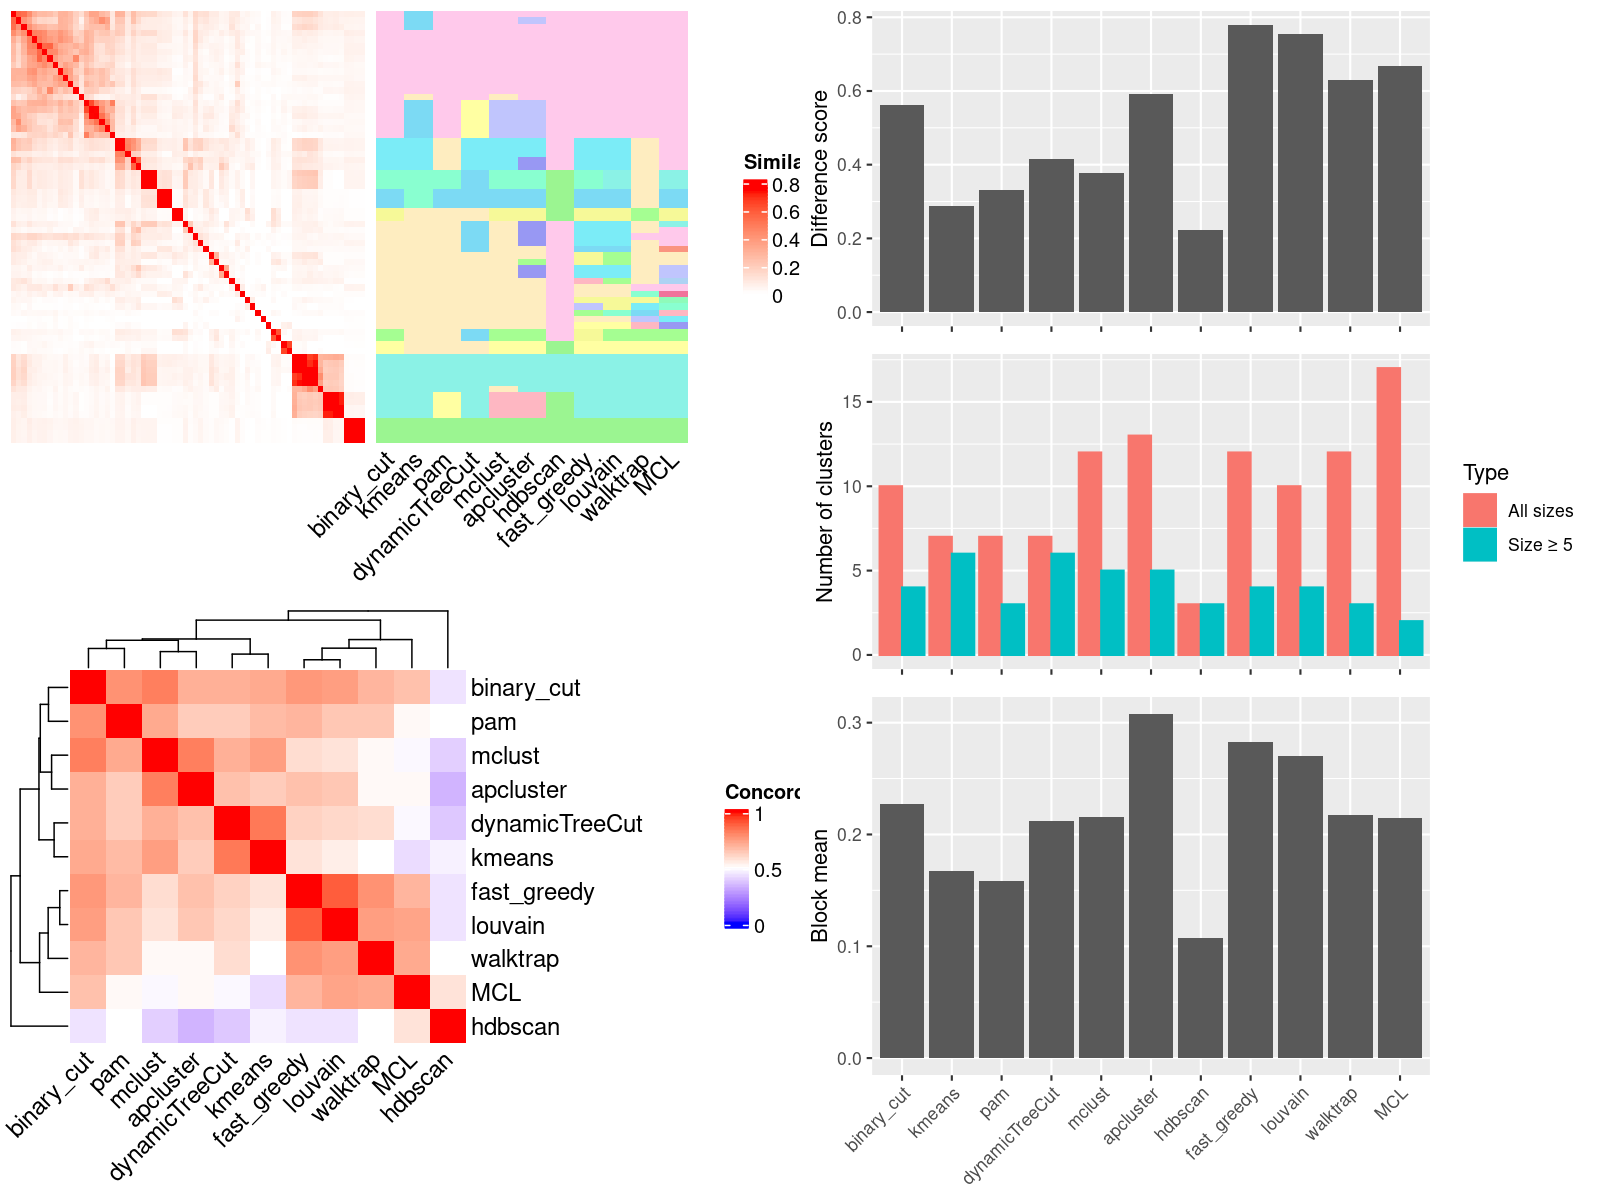 Simila
0.8
0.6
0.4
0.2
0
binary_cut
kmeans
pam
dynamicTreeCut
mclust
apcluster
hdbscan
fast_greedy
louvain
walktrap
MCL
binary_cut
pam
mclust
apcluster
dynamicTreeCut
kmeans
fast_greedy
louvain
walktrap
MCL
hdbscan
binary_cut
pam
mclust
apcluster
dynamicTreeCut
kmeans
fast_greedy
louvain
walktrap
MCL
hdbscan
Concord
1
0.5
0
Difference score
0.8
0.6
0.4
0.2
0.0
Number of clusters
15
10
5
0
Type
All sizes
Size ≥ 5
Block mean
0.3
0.2
0.1
0.0
binary_cut
kmeans
pam
dynamicTreeCut
mclust
apcluster
hdbscan
fast_greedy
louvain
walktrap
MCL